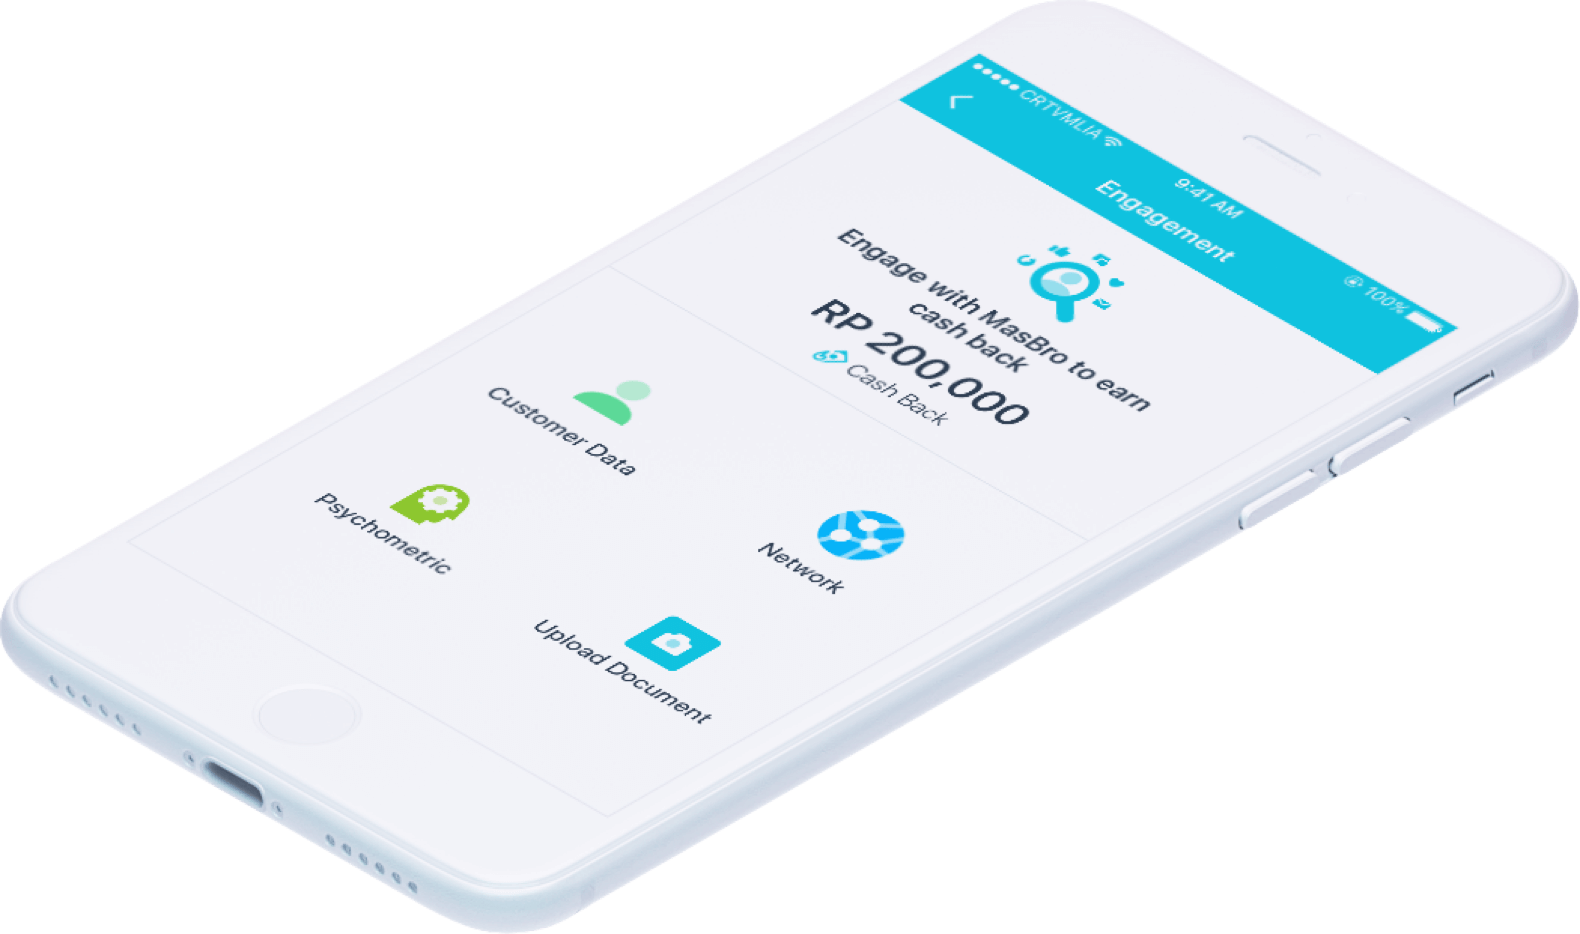 CRTVMLIA
9:41 AM
100%
Engagement
Engage with MasBro to earn
cash back
RP 200,000
Cash Back
Customer Data
Network
Psychometric
Upload Document